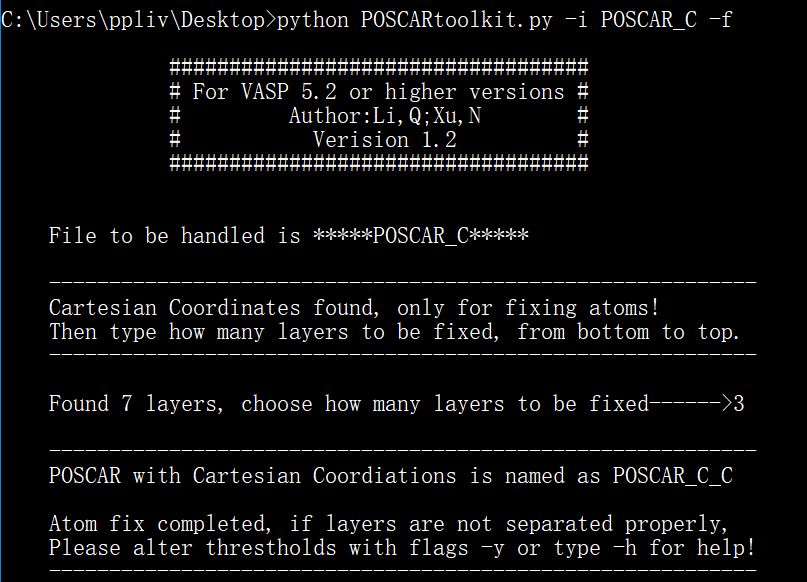 C:\Users\ppliv\Desktop>python POSCARtoolkit.py -i POSCAR_C -f
###################################
# For VASP 5.2 or higher versions #
# Author:Li,Q;Xu,N #
# Verision 1.2 #
###################################
File to be handled is *****POSCAR_C*****
-----------------------------------------------------------
Cartesian Coordinates found, only for fixing atoms!
Then type how many layers to be fixed, from bottom to top.
-----------------------------------------------------------
Found 7 layers, choose how many layers to be fixed------>3
-----------------------------------------------------------
POSCAR with Cartesian Coordiations is named as POSCAR_C_C
Atom fix completed, if layers are not separated properly,
Please alter threstholds with flags -y or type -h for help!
-----------------------------------------------------------